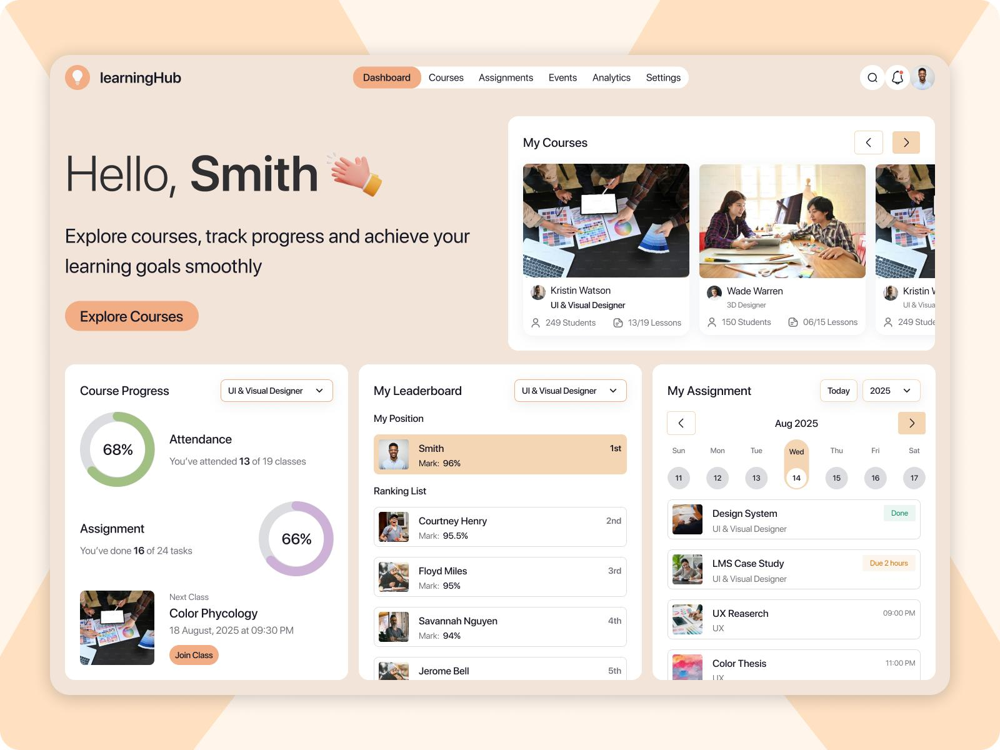 learningHub
Dashboard
Courses
Assignments
Events
Analytics
Settings
Hello, Smith
Explore courses, track progress and achieve your
learning goals smoothly
Explore Courses
My Courses
Kristin Watson
UI & Visual Designer
249 Students
13/19 Lessons
Wade Warren
3D Designer
150 Students
06/15 Lessons
Kristin
UI & Visua
249 Stude
Course Progress
UI & Visual Designer
68%
Attendance
You've attended 13 of 19 classes
Assignment
You've done 16 of 24 tasks
66%
Next Class
Color Phycology
18 August, 2025 at 09:30 PM
Join Class
My Leaderboard
UI & Visual Designer
My Position
Smith
1st
Mark: 96%
Ranking List
Courtney Henry
2nd
Mark: 95.5%
Floyd Miles
3rd
Mark: 95%
Savannah Nguyen
4th
Mark: 94%
Jerome Bell
5th
My Assignment
Today
2025
Aug 2025
Sun Mon Tue Wed Thu Fri Sat
11 12 13 14 15 16 17
Design System
Done
UI & Visual Designer
LMS Case Study
Due 2 hours
UI & Visual Designer
UX Reaserch
09:00 PM
UX
Color Thesis
11:00 PM
UX